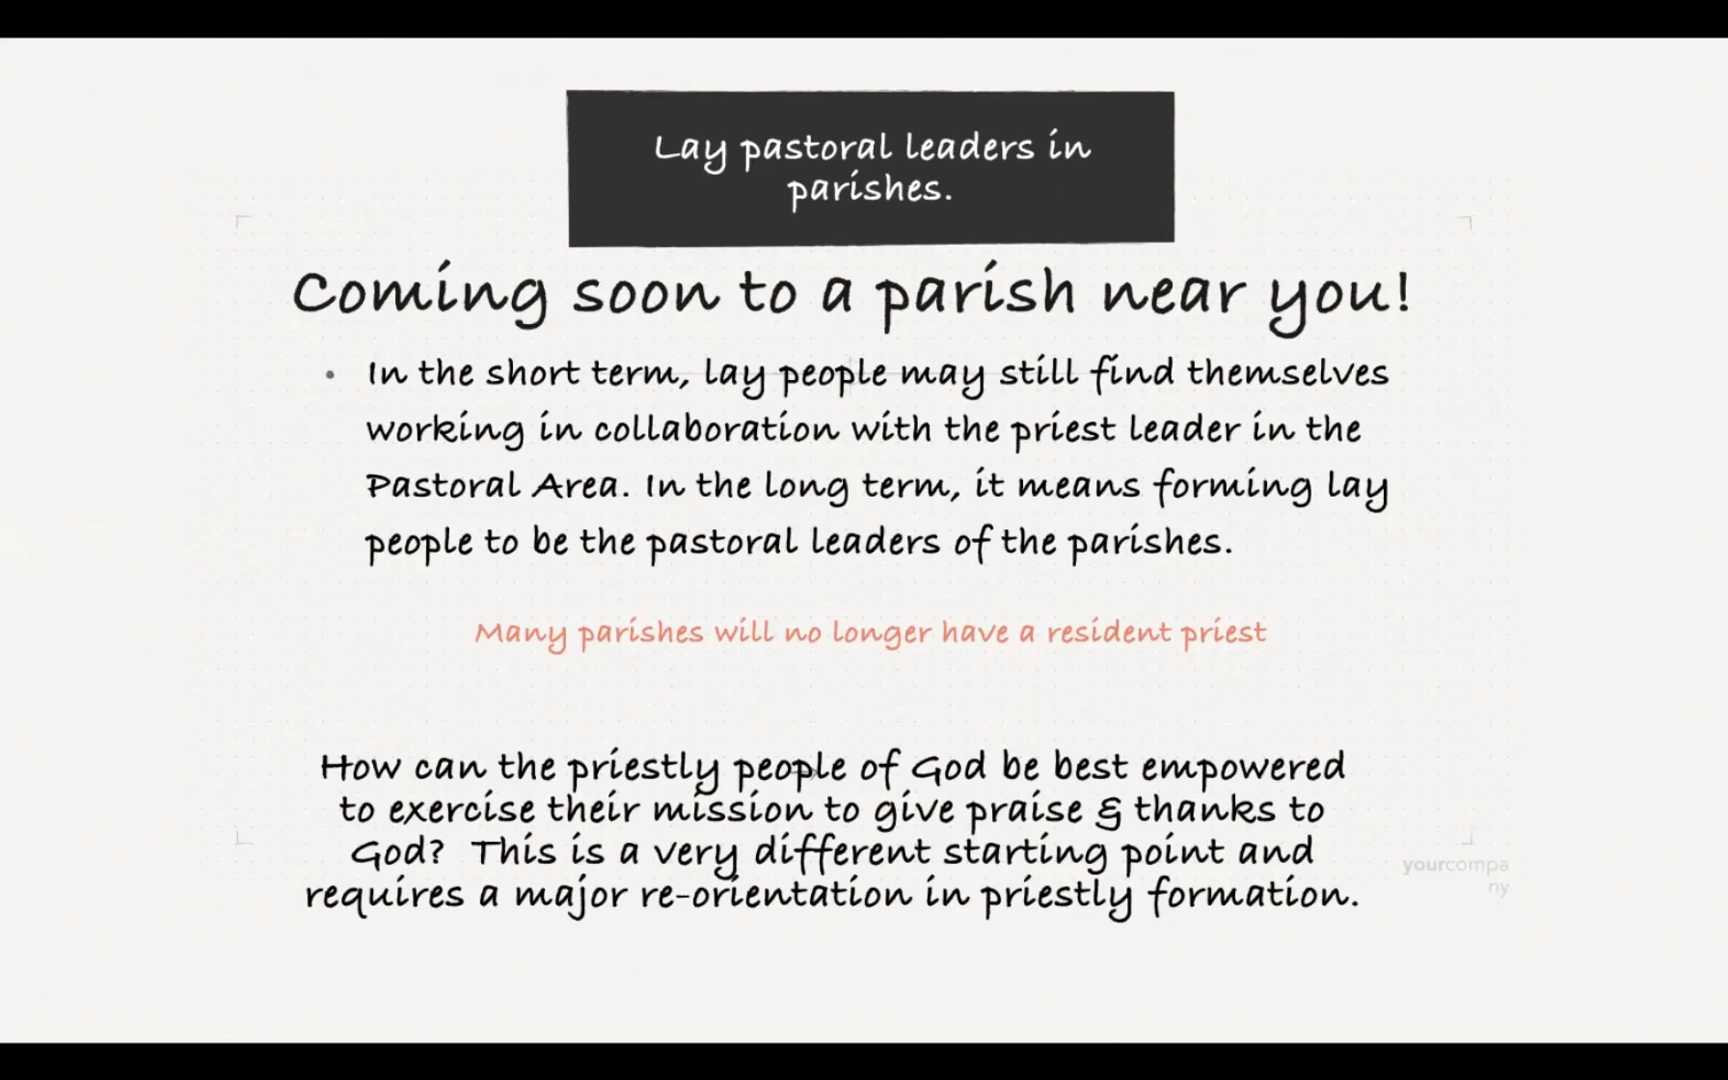 Lay pastoral leaders in
parishes.
Coming soon to a parish near you!
• In the short term, lay people may still find themselves
working in collaboration with the priest leader in the
Pastoral Area. In the long term, it means forming lay
people to be the pastoral leaders of the parishes.
Many parishes will no longer have a resident priest
How can the priestly people of God be best empowered
to exercise their mission to give praise & thanks to
God? This is a very different starting point and
requires a major re-orientation in priestly formation.
yourcompa
ny